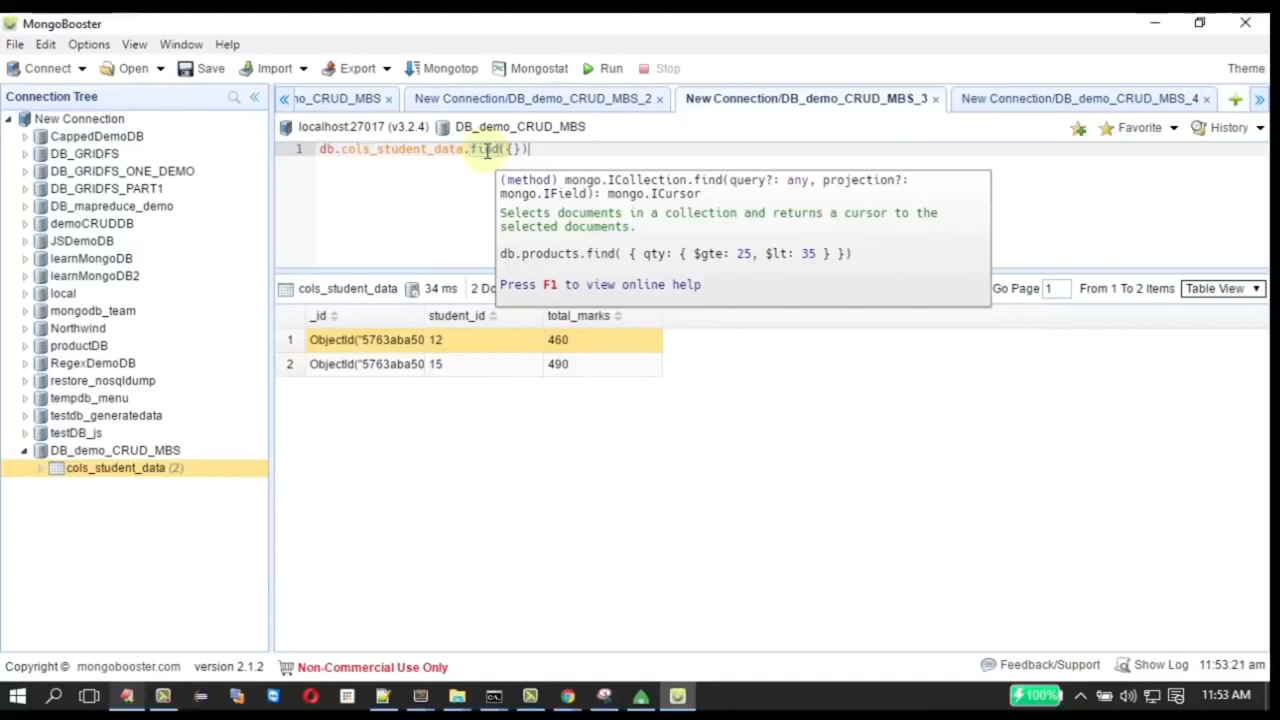 MongoBooster
File Edit Options View Window Help
Connect Open Save Import Export Mongotop Mongostat Run Stop Theme
Connection Tree
no_CRUD_MBS × New Connection/DB_demo_CRUD_MBS_2 × New Connection/DB_demo_CRUD_MBS_3 × New Connection/DB_demo_CRUD_MBS_4 ×
localhost:27017 (v3.2.4) DB_demo_CRUD_MBS Favorite History
1 db.cols_student_data.find({})
(method) mongo.ICollection.find(query?: any, projection?:
mongo.IField): mongo.ICursor
Selects documents in a collection and returns a cursor to the
selected documents.
db.products.find( { qty: { $gte: 25, $lt: 35 } })
Press F1 to view online help
New Connection
CappedDemoDB
DB_GRIDFS
DB_GRIDFS_ONE_DEMO
DB_GRIDFS_PART1
DB_mapreduce_demo
demoCRUDDB
JSDemoDB
learnMongoDB
learnMongoDB2
local
mongodb_team
Northwind
productDB
RegexDemoDB
restore_nosqldump
tempdb_menu
testdb_generatedata
testDB_js
DB_demo_CRUD_MBS
cols_student_data (2)
cols_student_data 34 ms 2 Do Go Page 1 From 1 To 2 Items Table View
_id student_id total_marks
1 ObjectId("5763aba50 12 460
2 ObjectId("5763aba50 15 490
Copyright © mongobooster.com version 2.1.2 Non-Commercial Use Only Feedback/Support Show Log 11:53:21 am
100% 11:53 AM